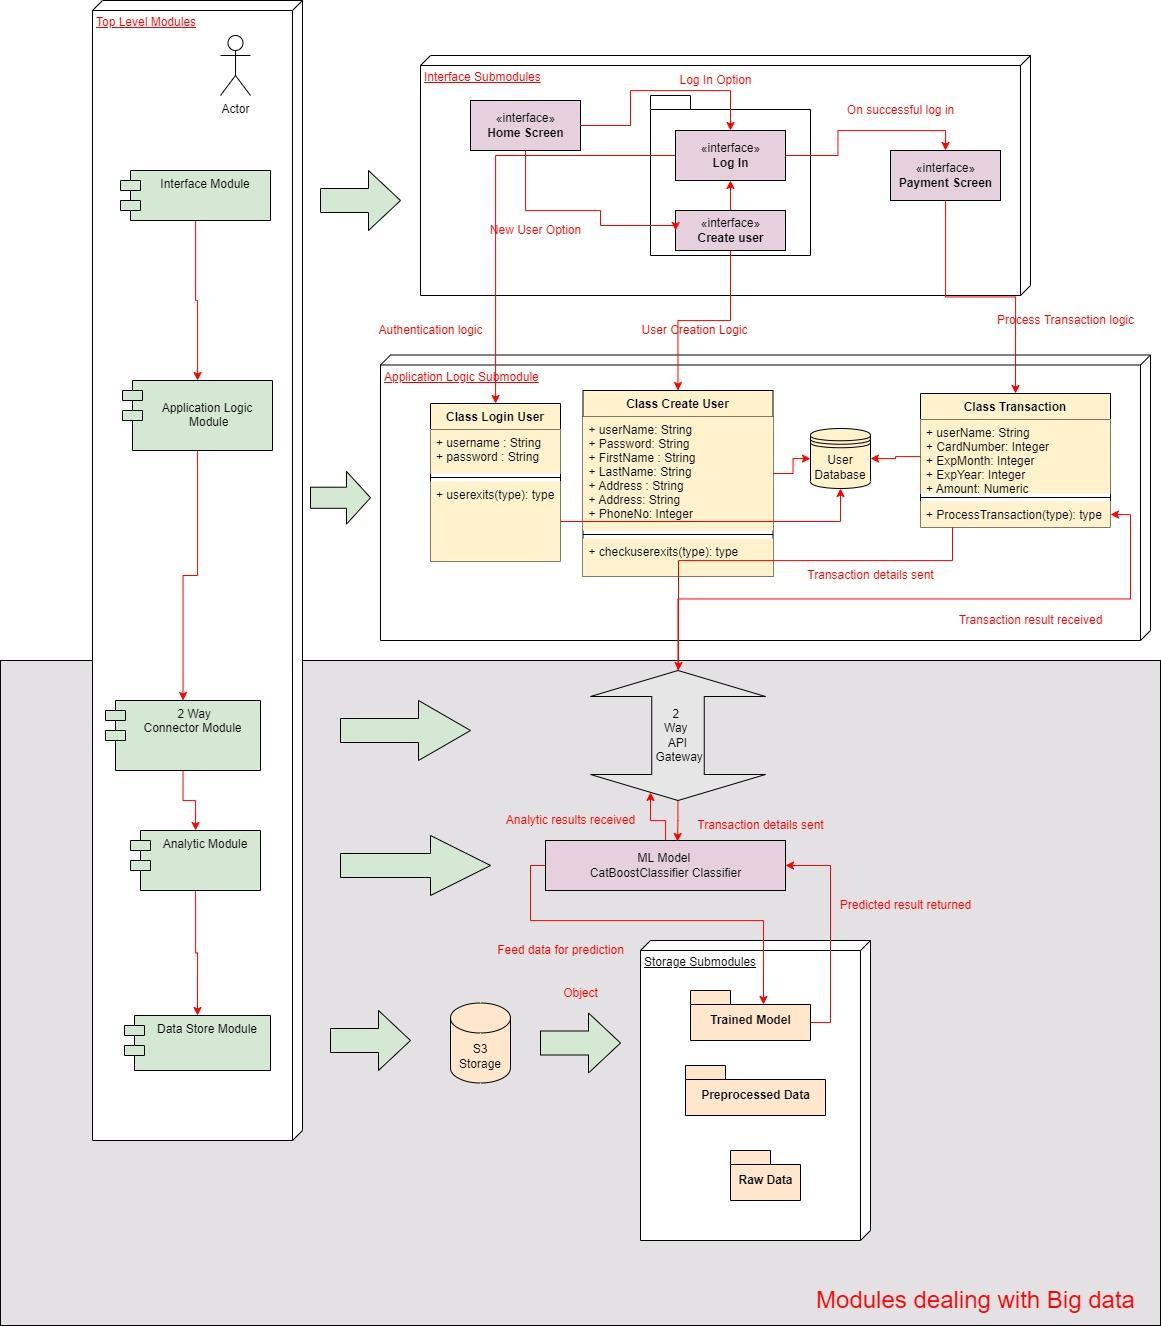 Top Level Modules
Actor
Interface Module
Application Logic
Module
2 Way
Connector Module
Analytic Module
Data Store Module
Interface Submodules
Log In Option
«interface»
Home Screen
«interface»
Log In
On successful log in
«interface»
Payment Screen
«interface»
Create user
New User Option
Authentication logic
User Creation Logic
Process Transaction logic
Application Logic Submodule
Class Login User
+ username : String
+ password : String
+ userexits(type): type
Class Create User
+ userName: String
+ Password: String
+ FirstName : String
+ LastName: String
+ Address : String
+ Address: String
+ PhoneNo: Integer
+ checkuserexits(type): type
User
Database
Class Transaction
+ userName: String
+ CardNumber: Integer
+ ExpMonth: Integer
+ ExpYear: Integer
+ Amount: Numeric
+ ProcessTransaction(type): type
Transaction details sent
Transaction result received
2
Way
API
Gateway
Analytic results received
Transaction details sent
ML Model
CatBoostClassifier Classifier
Predicted result returned
Feed data for prediction
Object
S3
Storage
Storage Submodules
Trained Model
Preprocessed Data
Raw Data
Modules dealing with Big data